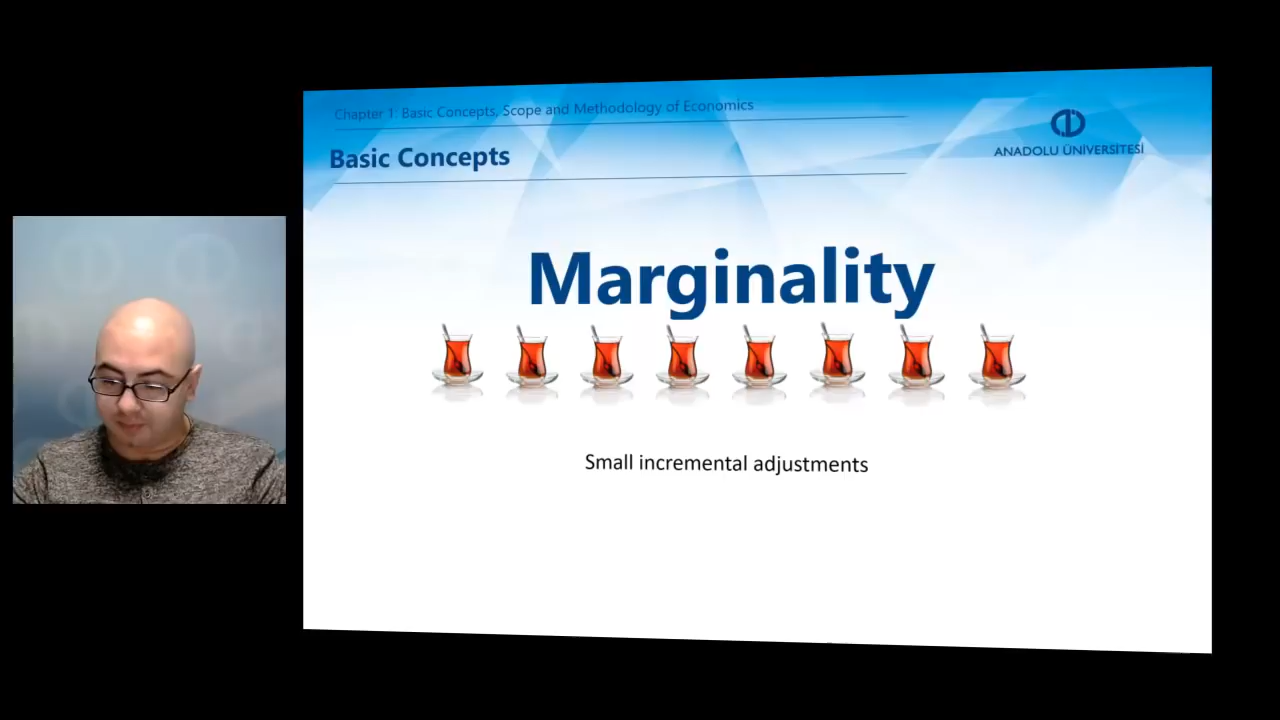 Chapter 1: Basic Concepts, Scope and Methodology of Economics
Basic Concepts
ANADOLU ÜNİVERSİTESİ
Marginality
Small incremental adjustments